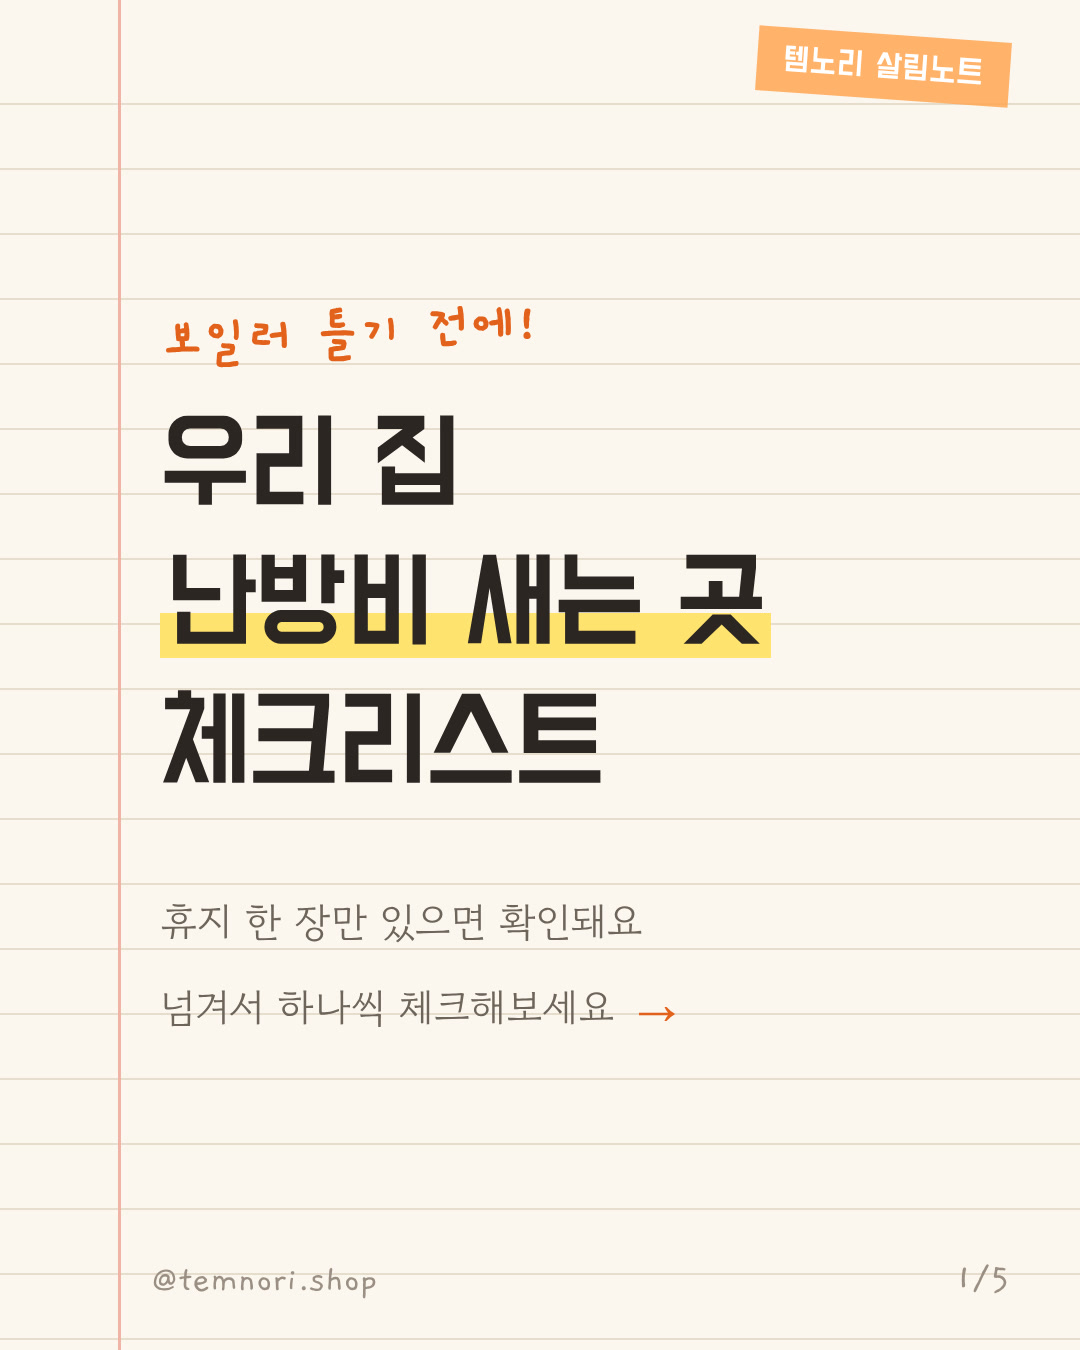 템노리 살림노트
보일러 틀기 전에!
우리 집
난방비 새는 곳
체크리스트
휴지 한 장만 있으면 확인돼요
넘겨서 하나씩 체크해보세요 →
@temnori.shop
1/5